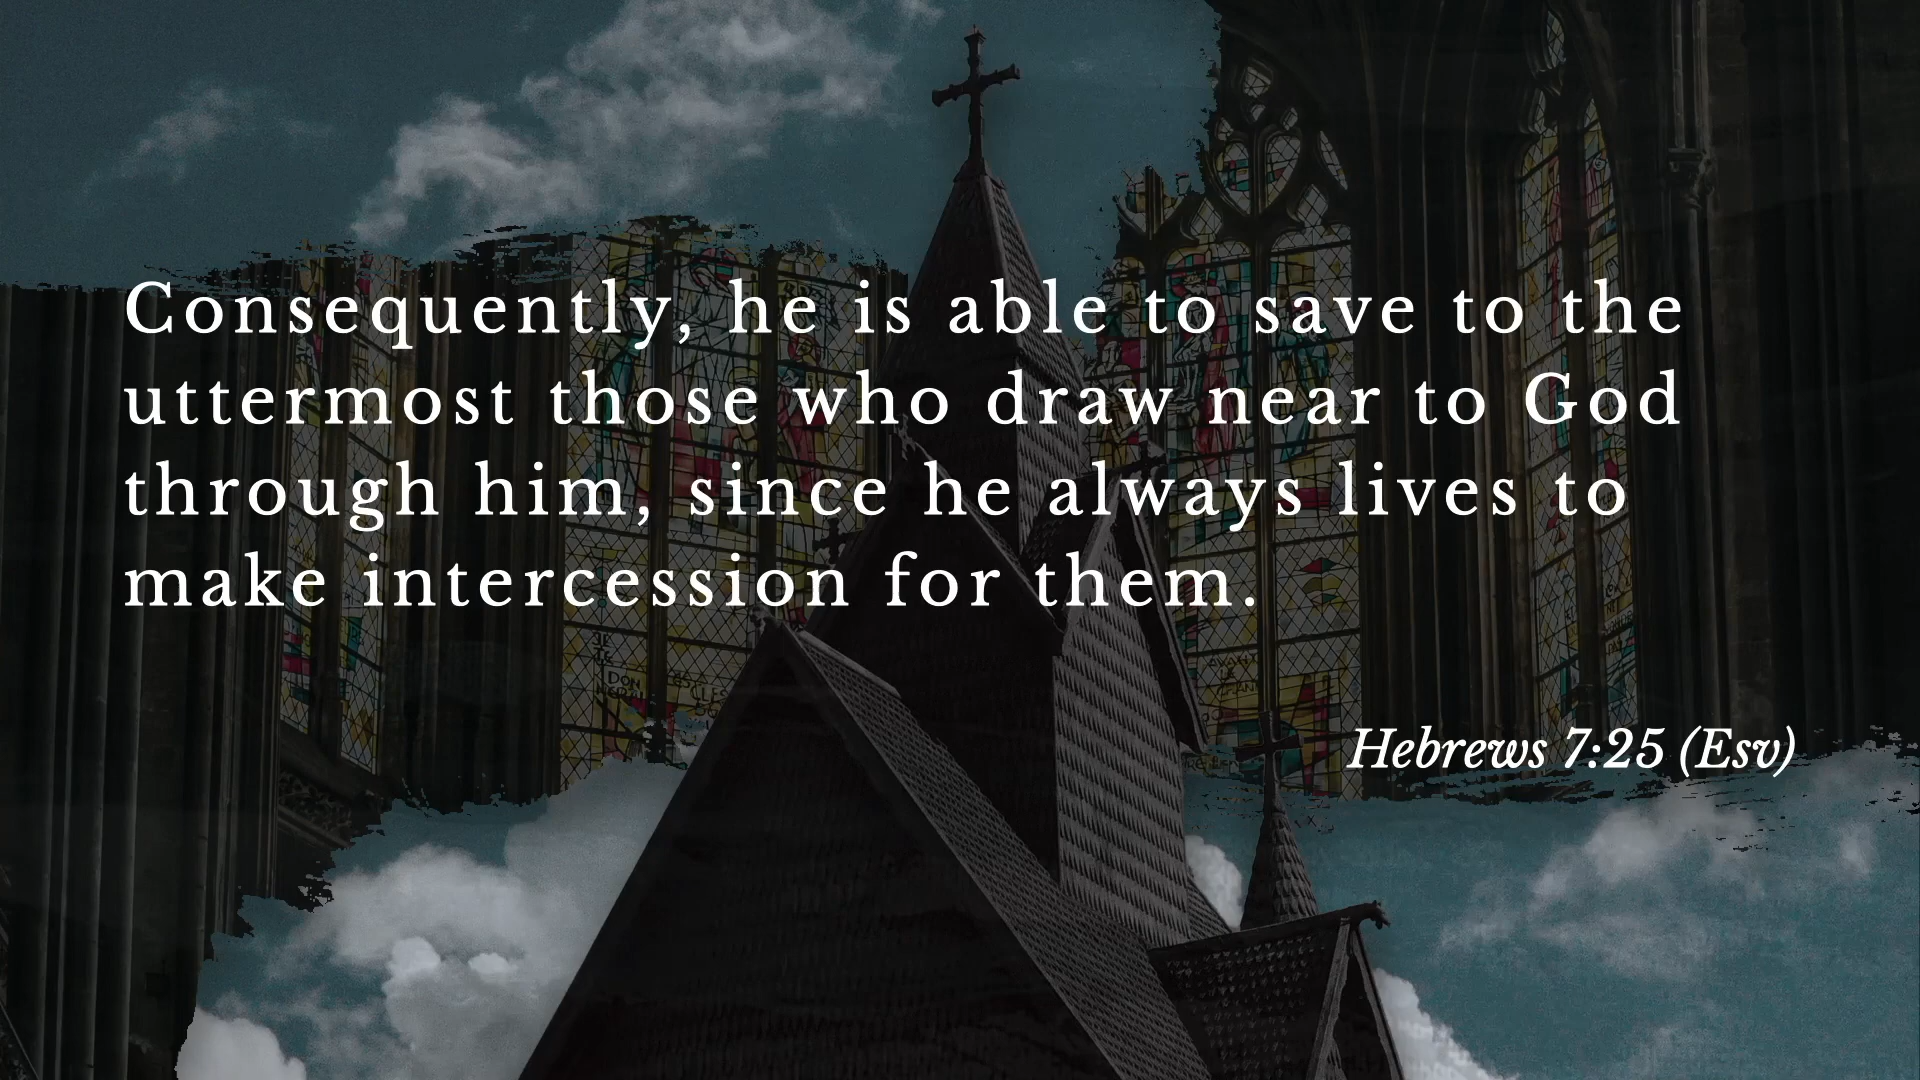 Consequently, he is able to save to the
uttermost those who draw near to God
through him, since he always lives to
make intercession for them.
Hebrews 7:25 (Esv)